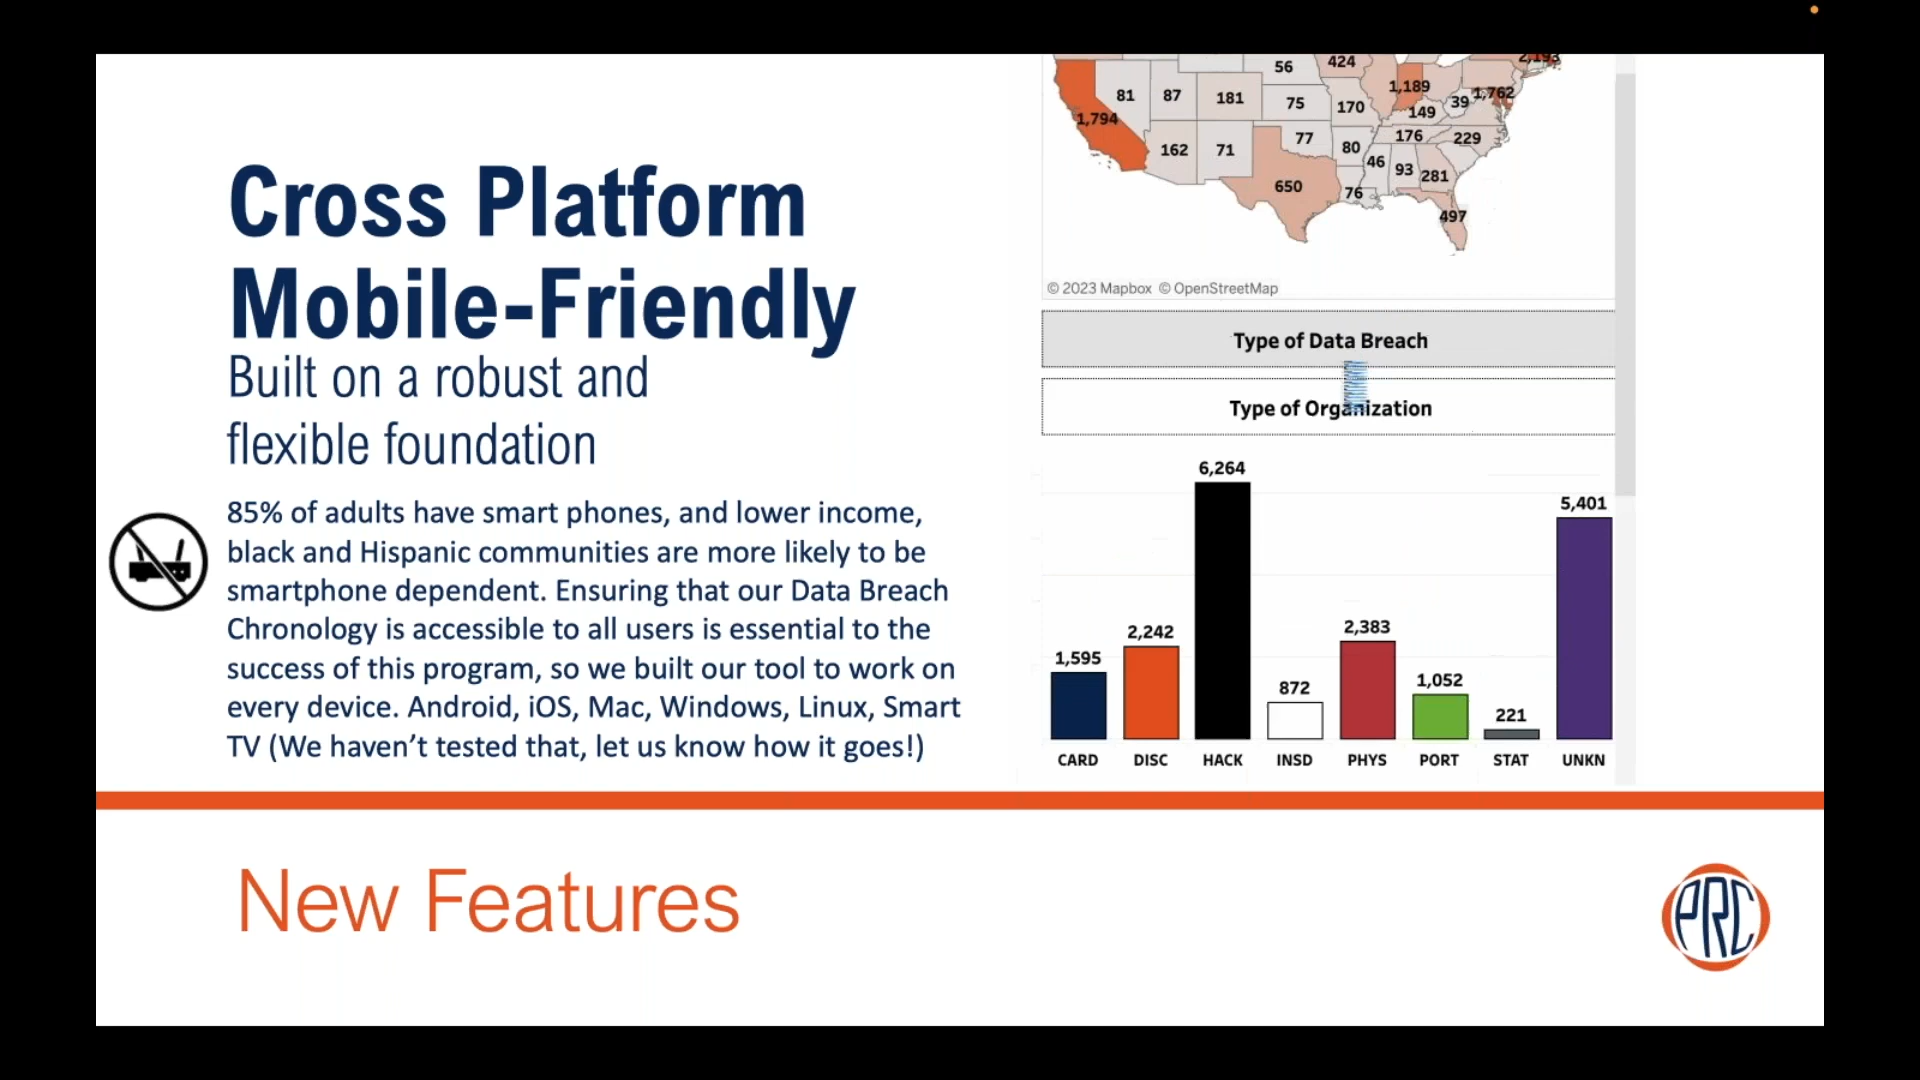 Cross Platform
Mobile-Friendly
Built on a robust and
flexible foundation
85% of adults have smart phones, and lower income,
black and Hispanic communities are more likely to be
smartphone dependent. Ensuring that our Data Breach
Chronology is accessible to all users is essential to the
success of this program, so we built our tool to work on
every device. Android, iOS, Mac, Windows, Linux, Smart
TV (We haven’t tested that, let us know how it goes!)
2,193
56
424
1,189
81
87
181
75
170
39
1,762
149
1,794
77
176
229
162
71
80
46
93
281
650
76
497
© 2023 Mapbox © OpenStreetMap
Type of Data Breach
Type of Organization
6,264
5,401
2,242
2,383
1,595
1,052
872
221
CARD DISC HACK INSD PHYS PORT STAT UNKN
New Features
PRC